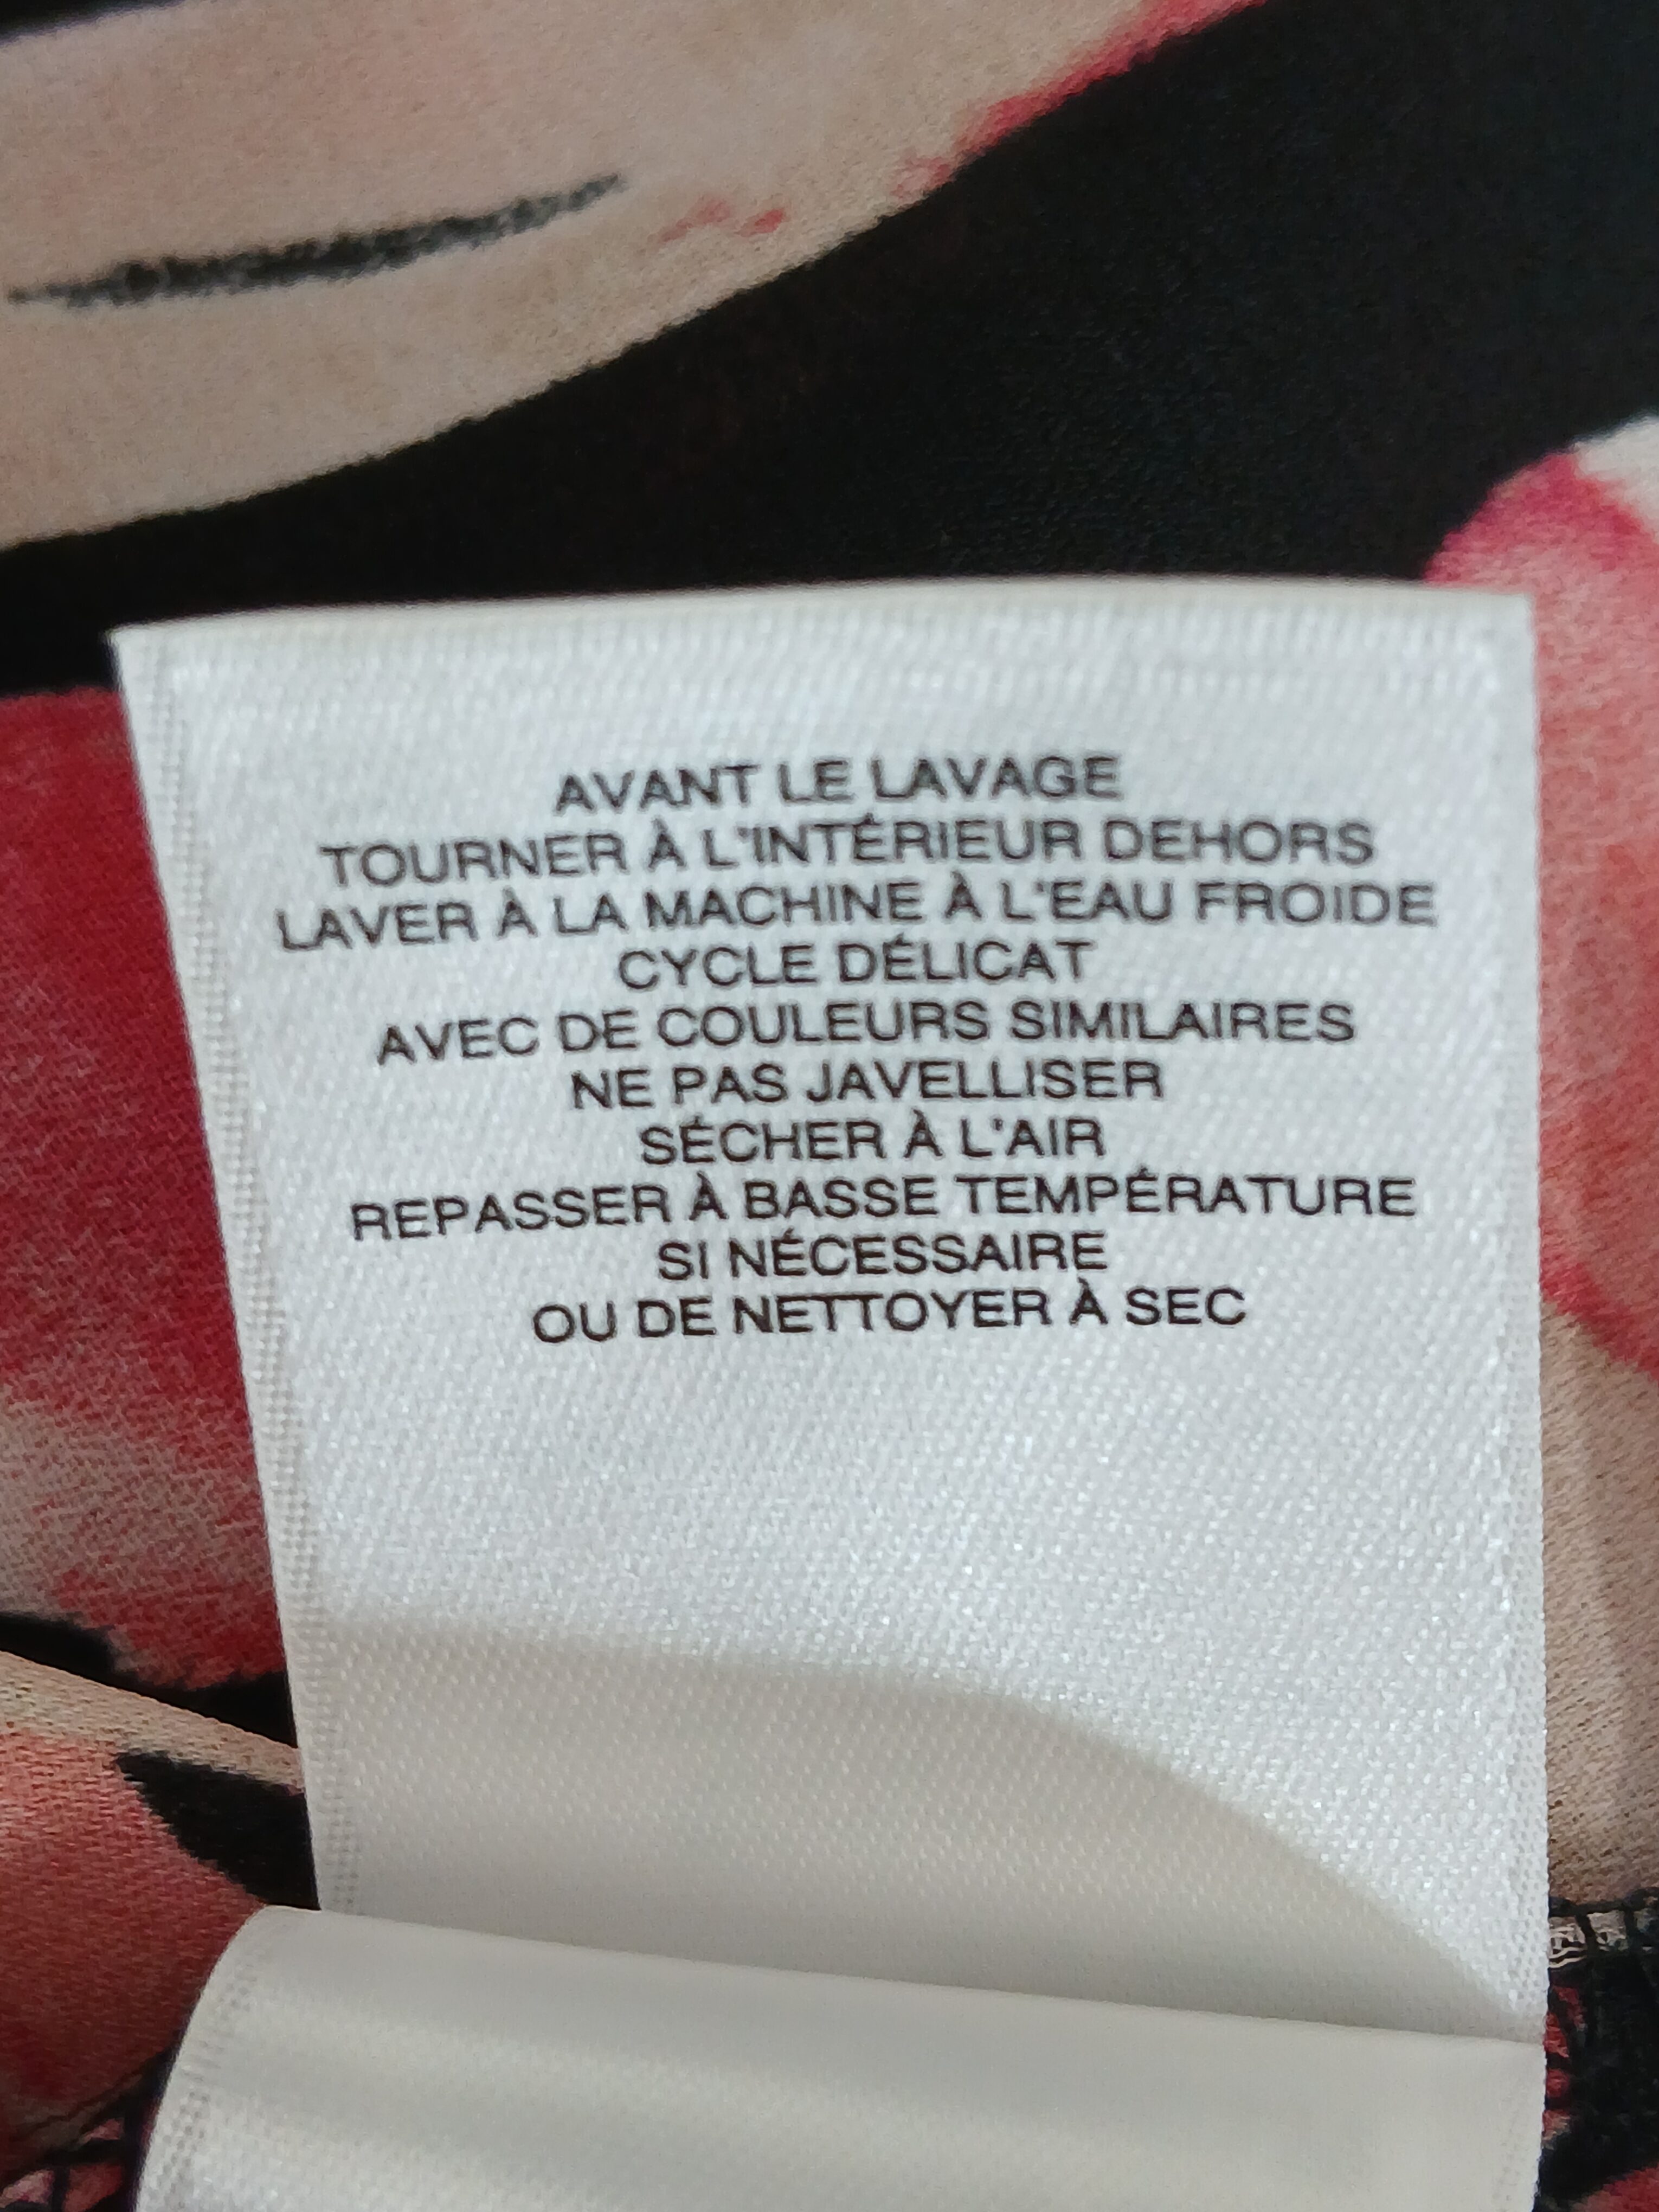 AVANT LE LAVAGE
TOURNER À L'INTÉRIEUR DEHORS
LAVER À LA MACHINE À L'EAU FROIDE
CYCLE DÉLICAT
AVEC DE COULEURS SIMILAIRES
NE PAS JAVELLISER
SÉCHER À L'AIR
REPASSER À BASSE TEMPÉRATURE
SI NÉCESSAIRE
OU DE NETTOYER À SEC